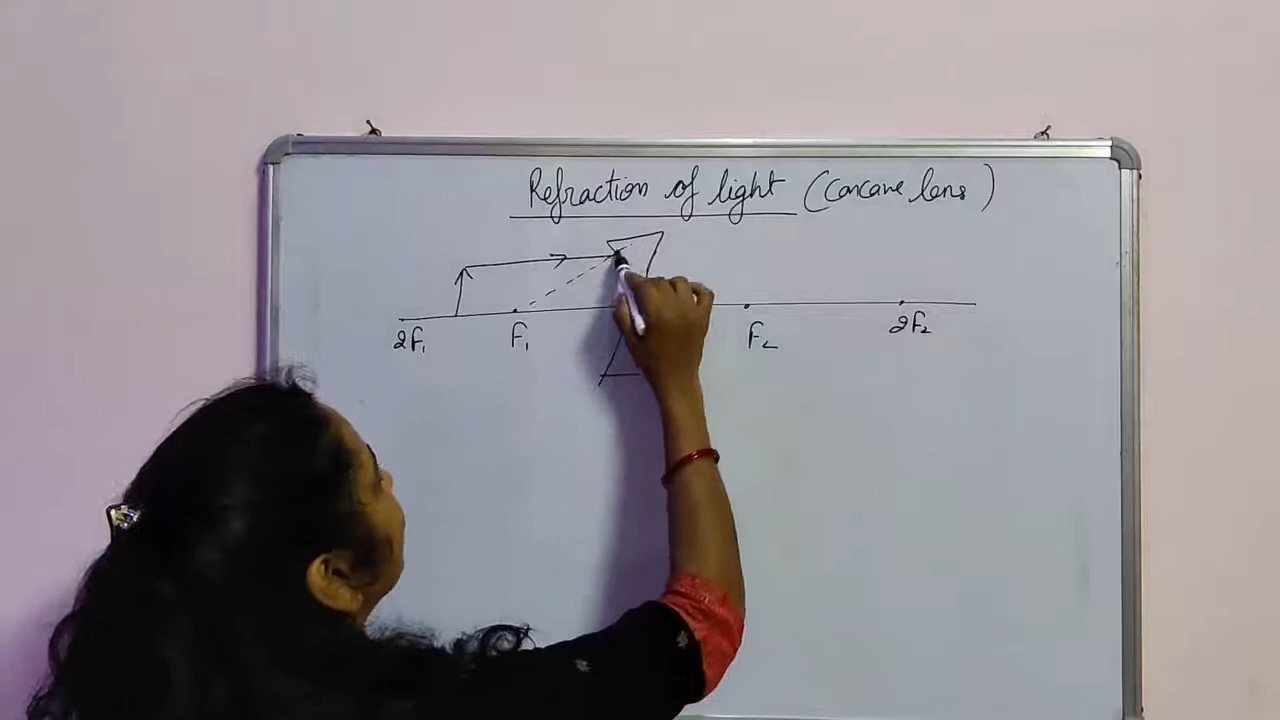 Refraction of light (Concave lens)
2F₁ F₁ F₂ 2F₂